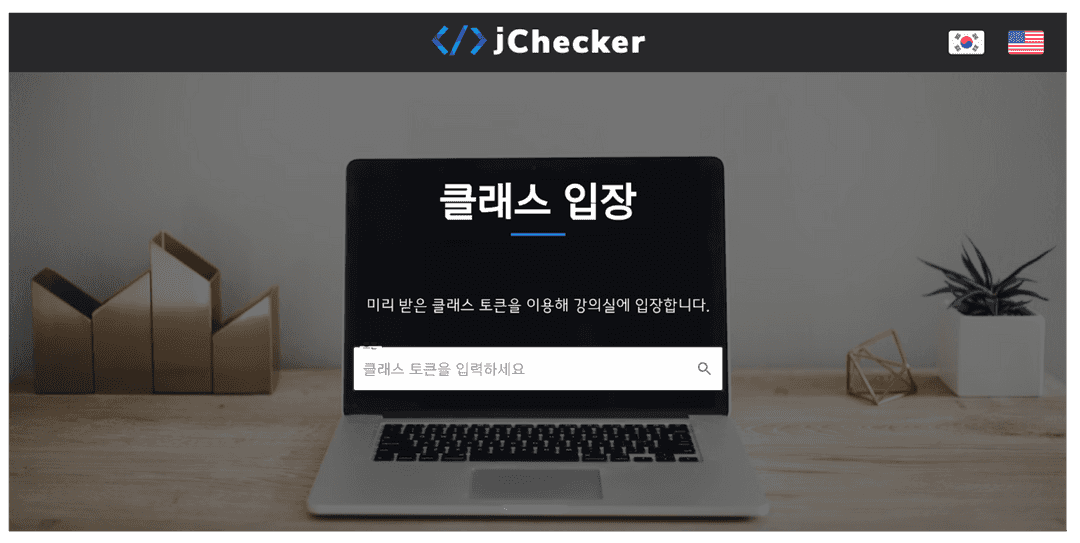 </> jChecker
클래스 입장
미리 받은 클래스 토큰을 이용해 강의실에 입장합니다.
클래스 토큰을 입력하세요